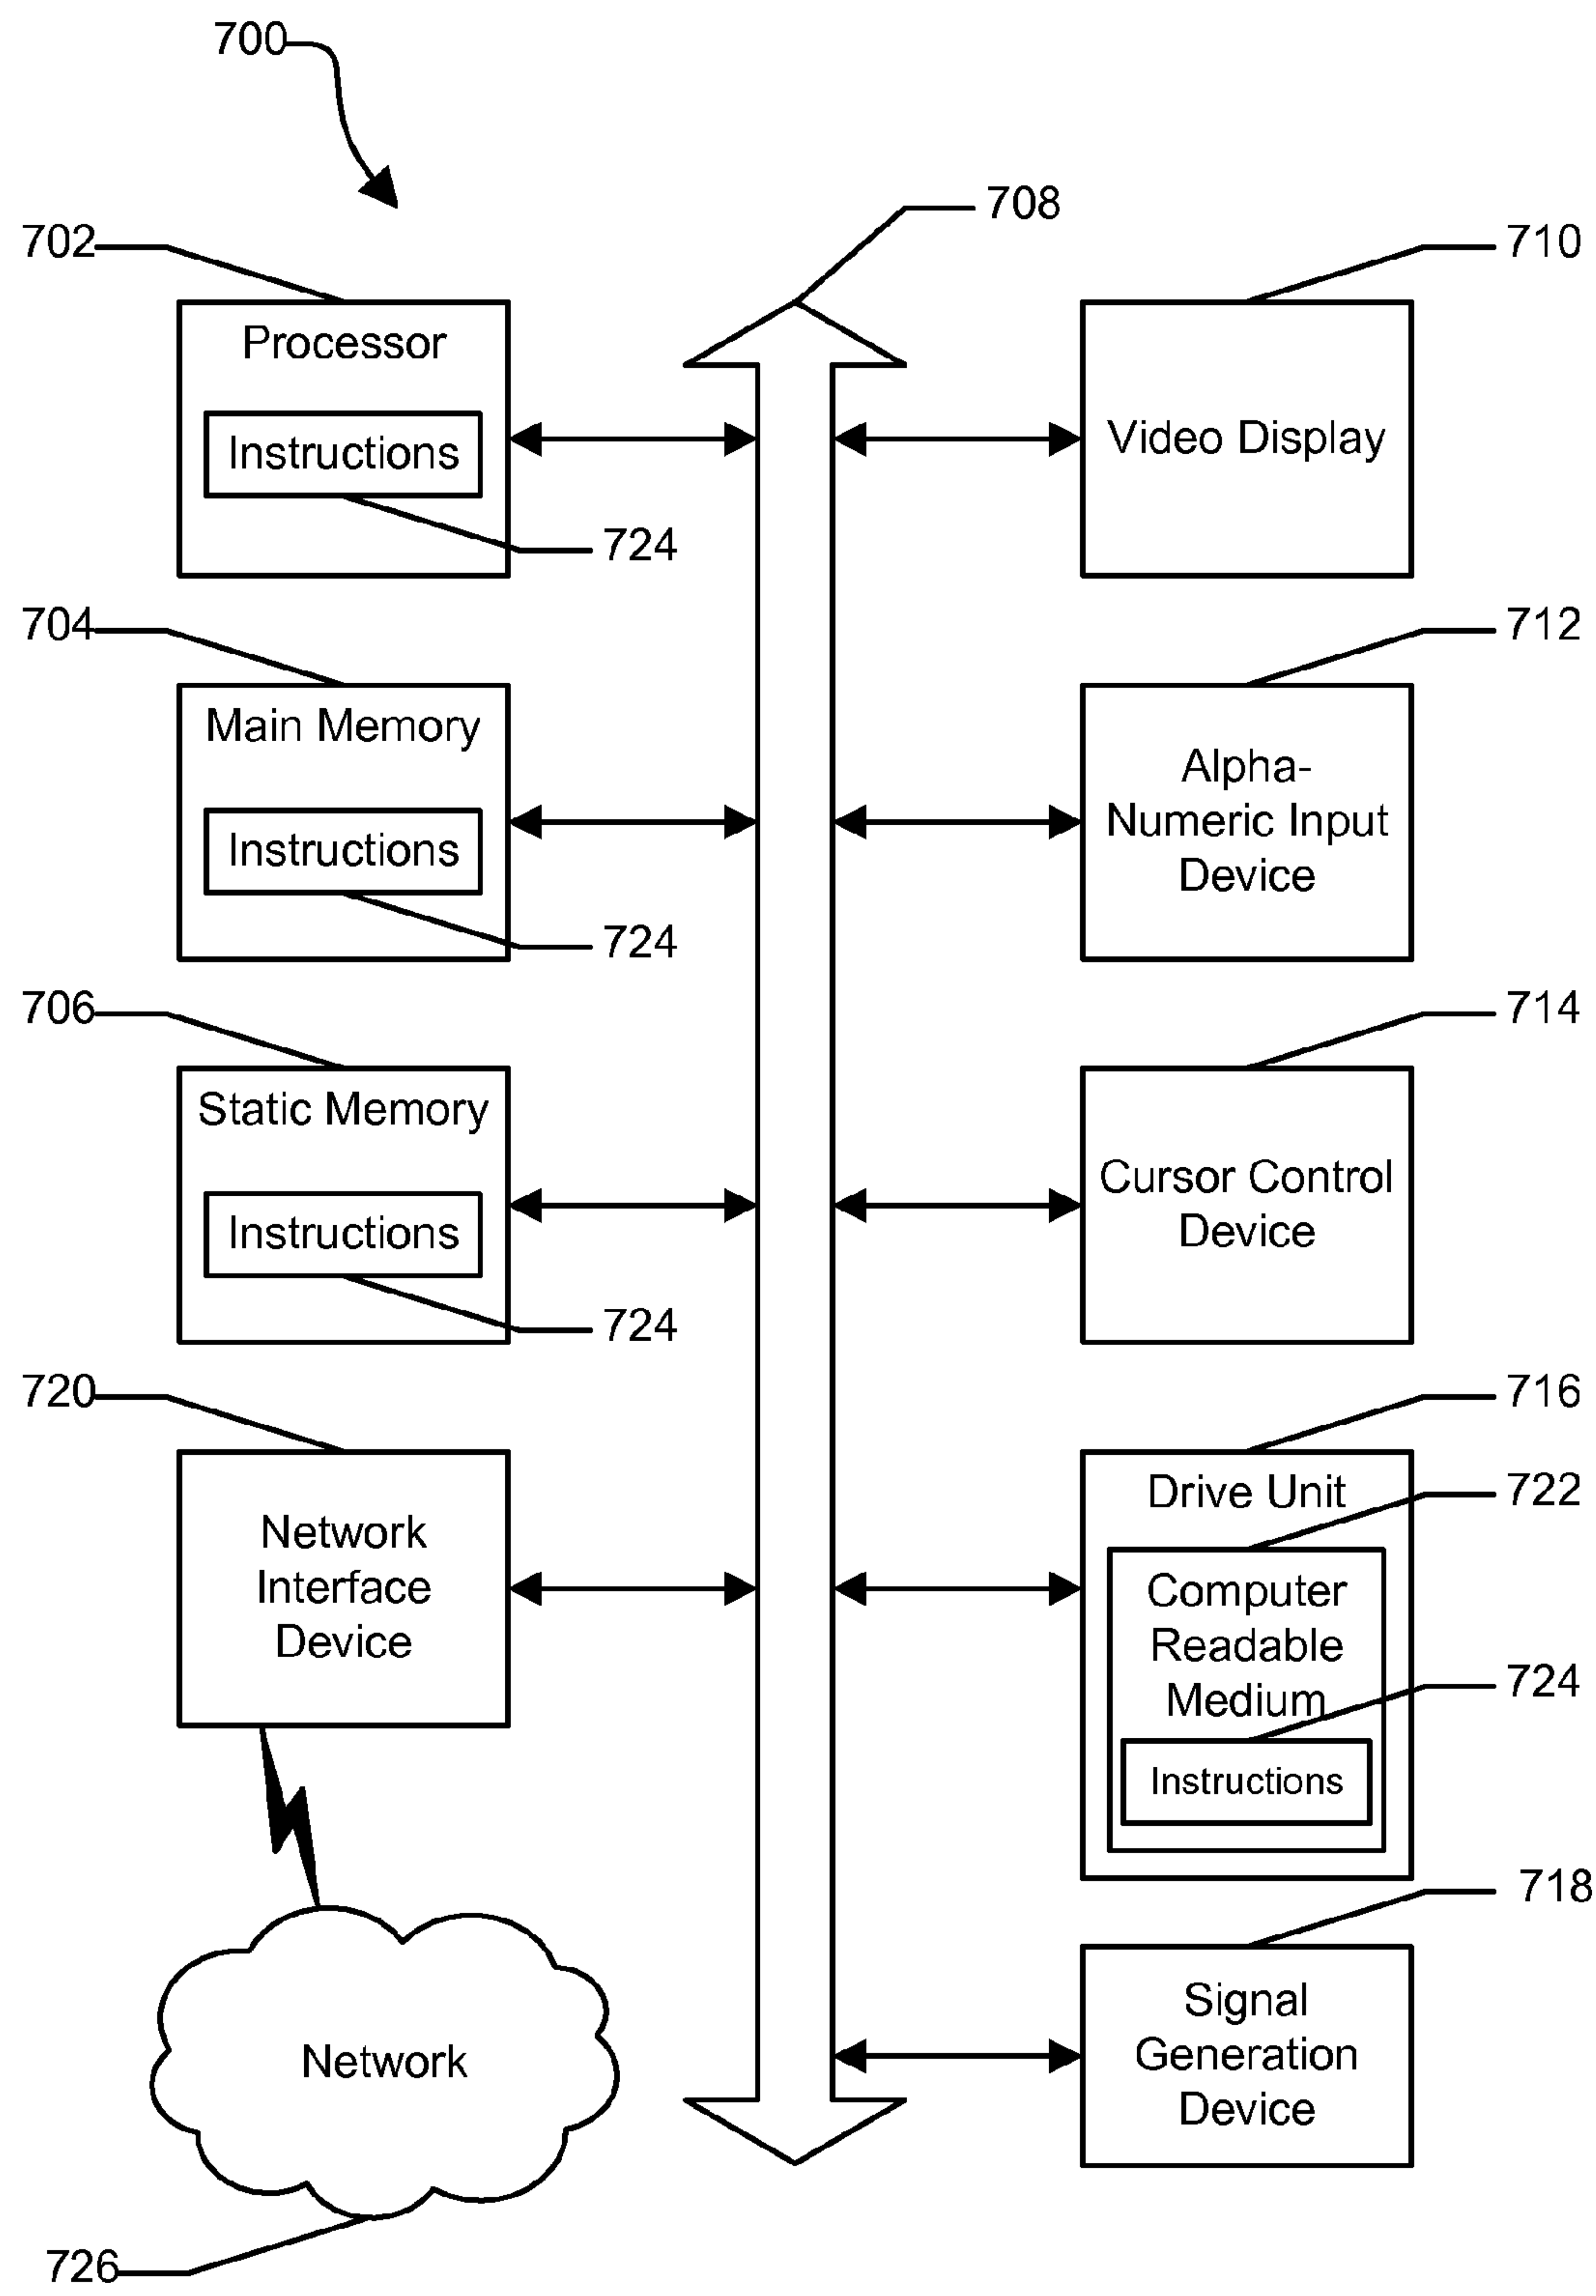 700
708
702
710
Processor
Instructions
724
Video Display
704
712
Main Memory
Instructions
724
Alpha-
Numeric Input
Device
706
714
Static Memory
Instructions
724
Cursor Control
Device
720
716
Network
Interface
Device
Drive Unit
722
Computer
Readable
Medium
724
Instructions
718
Signal
Generation
Device
Network
726